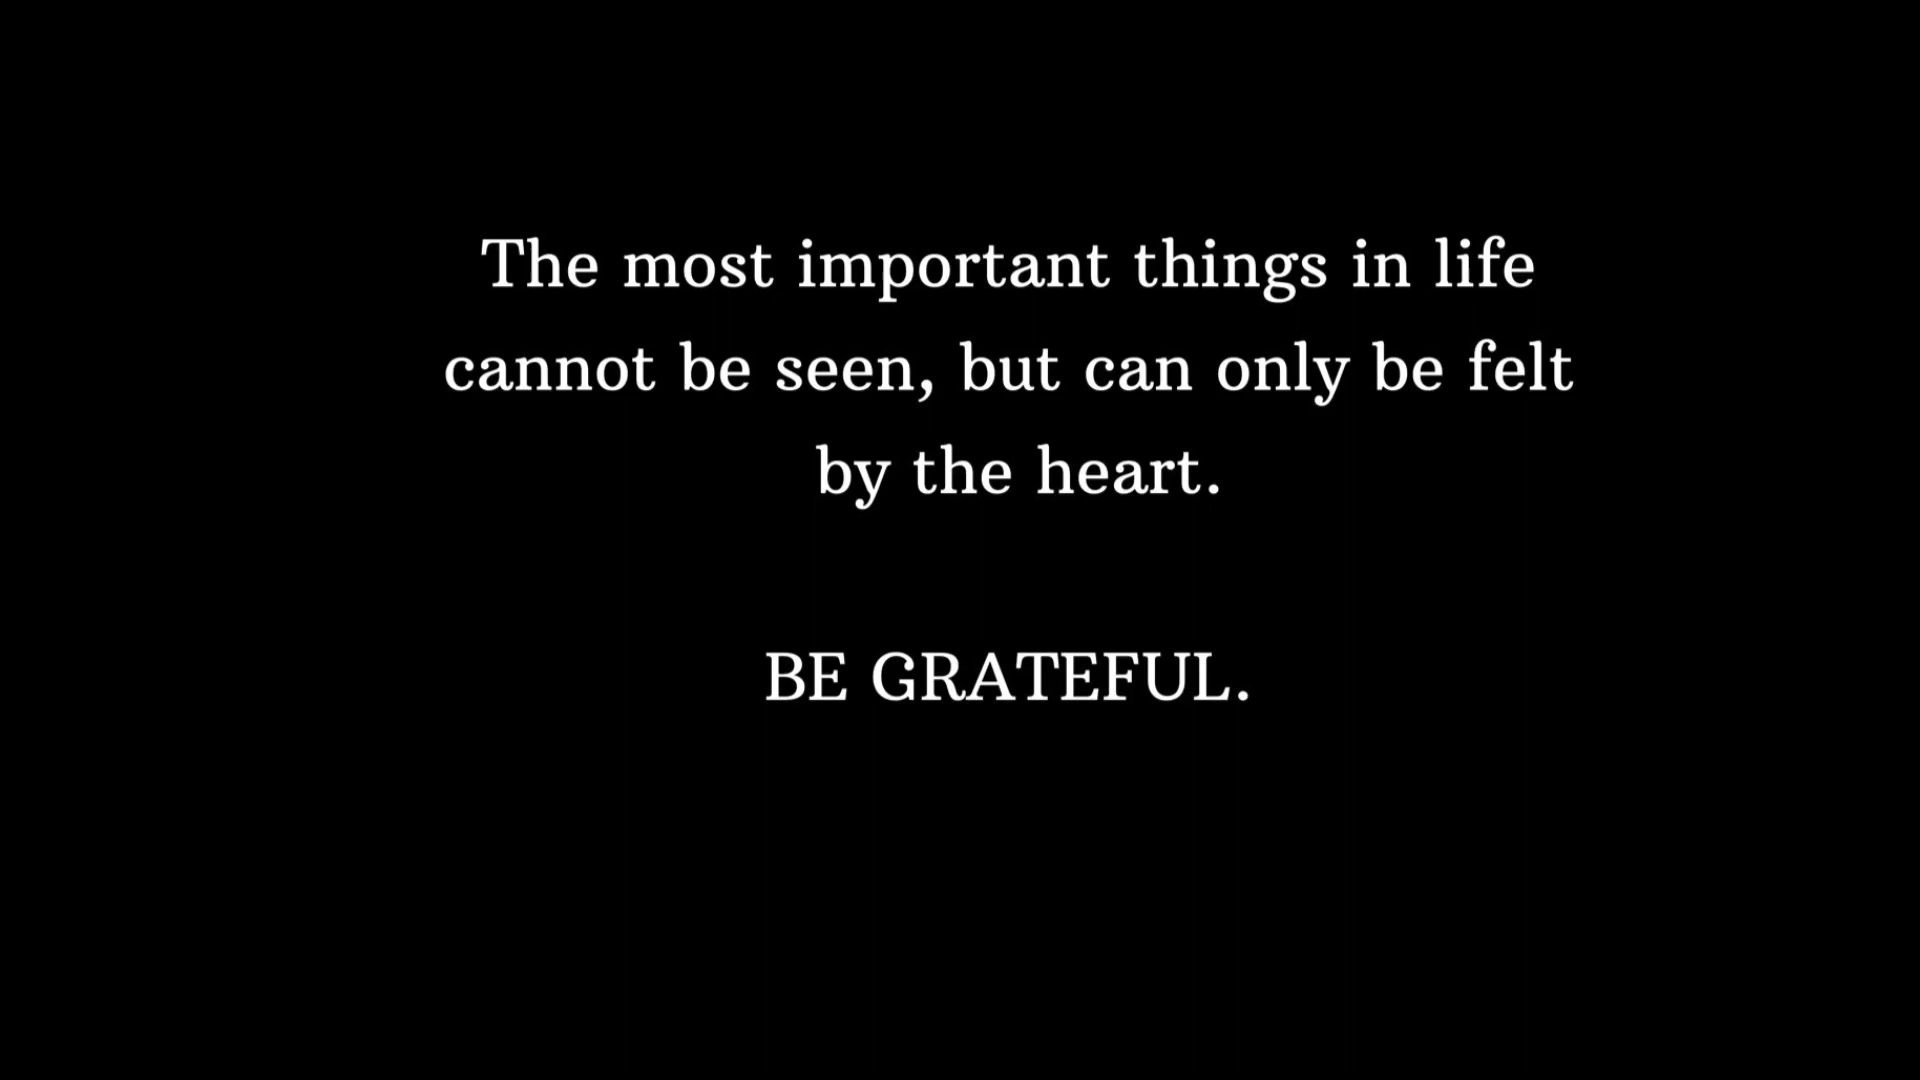 The most important things in life
cannot be seen, but can only be felt
by the heart.
BE GRATEFUL.